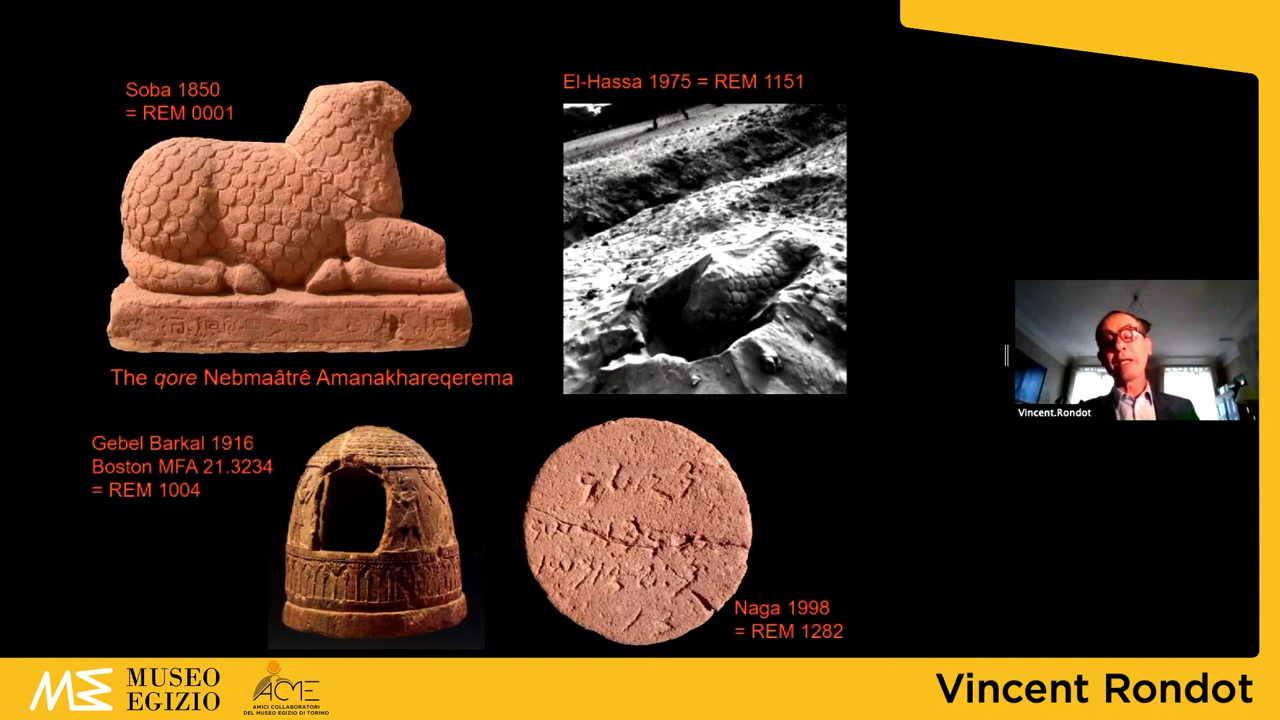 Soba 1850
= REM 0001
El-Hassa 1975 = REM 1151
The qore Nebmaâtrê Amanakhareqerema
Gebel Barkal 1916
Boston MFA 21.3234
= REM 1004
Naga 1998
= REM 1282
Vincent.Rondot
MUSEO
EGIZIO
ACME
AMICI COLLABORATORI
DEL MUSEO EGIZIO DI TORINO
Vincent Rondot